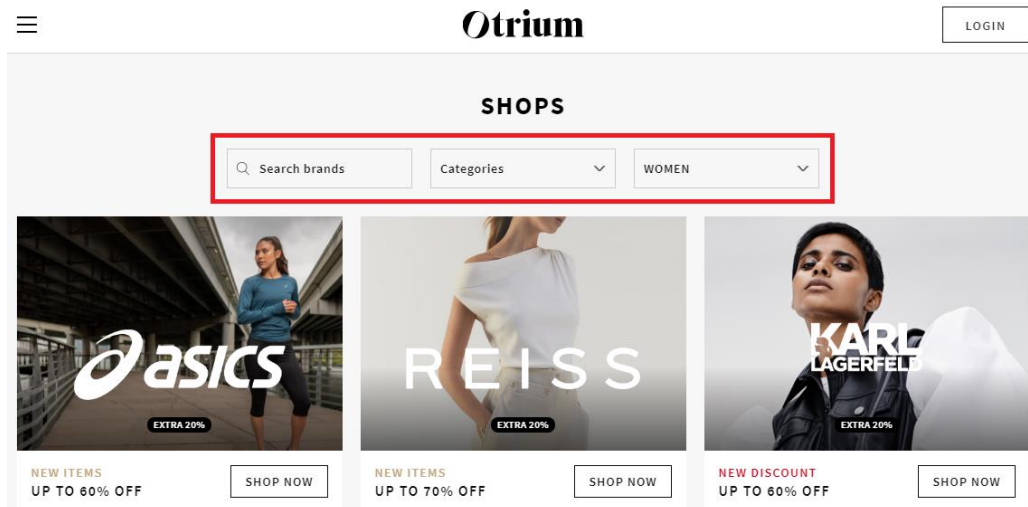 Otrium
LOGIN
SHOPS
Search brands
Categories
WOMEN
asics
EXTRA 20%
NEW ITEMS
UP TO 60% OFF
SHOP NOW
REISS
EXTRA 20%
NEW ITEMS
UP TO 70% OFF
SHOP NOW
KARL
LAGERFELD
EXTRA 20%
NEW DISCOUNT
UP TO 60% OFF
SHOP NOW